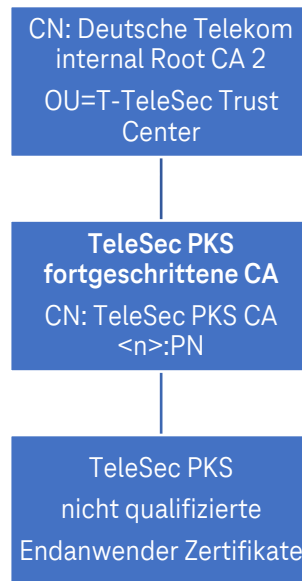 CN: Deutsche Telekom
internal Root CA 2
OU=T-TeleSec Trust
Center
TeleSec PKS
fortgeschrittene CA
CN: TeleSec PKS CA
<n>:PN
TeleSec PKS
nicht qualifizierte
Endanwender Zertifikate